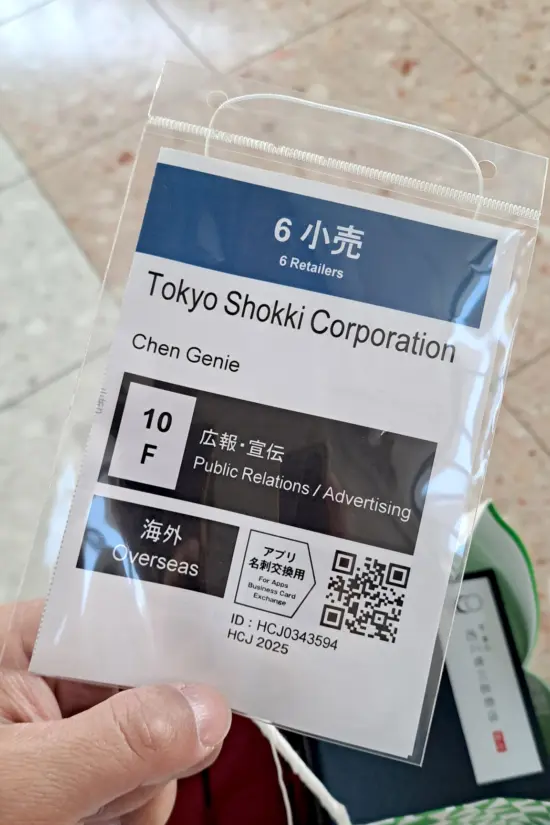 6 小売
6 Retailers
Tokyo Shokki Corporation
Chen Genie
10
F
広報・宣伝
Public Relations / Advertising
海外
Overseas
アプリ
名刺交換用
For Apps
Business Card
Exchange
ID : HCJ0343594
HCJ 2025